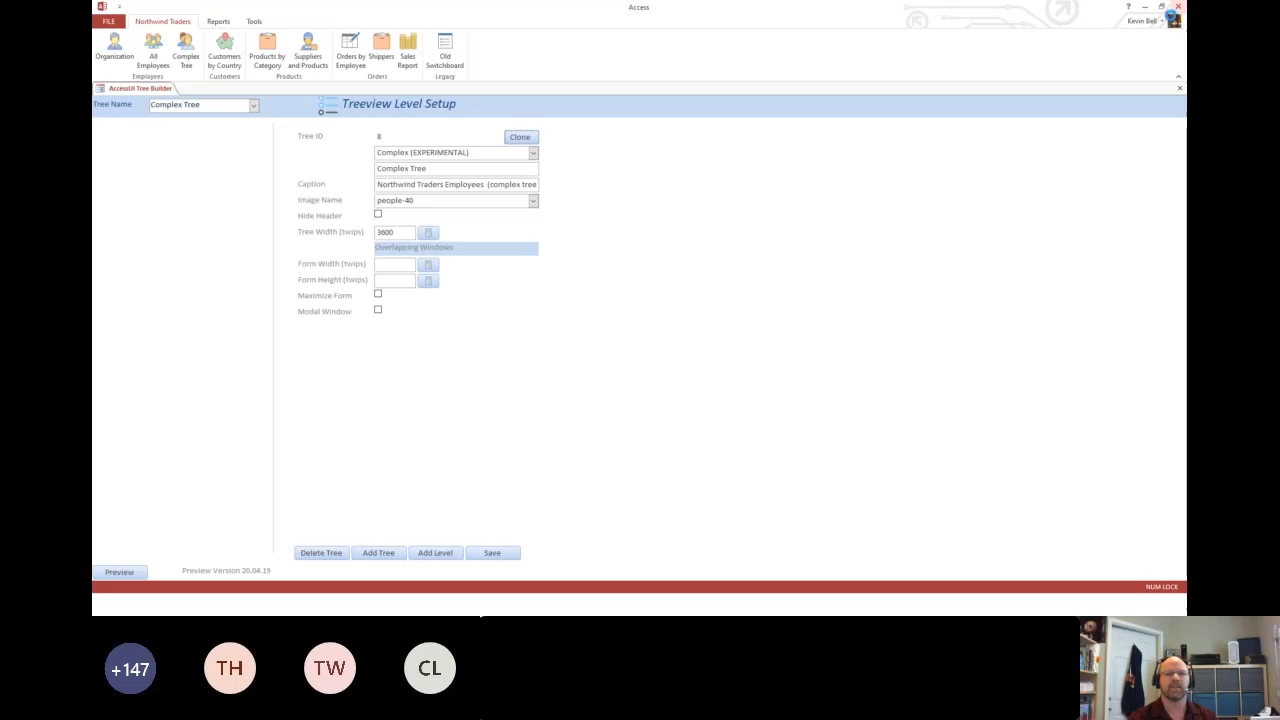 Access
?
Kevin Bell
FILE
Northwind Traders
Reports
Tools
Organization
All Employees
Complex Tree
Customers by Country
Products by Category
Suppliers and Products
Orders by Employee
Shippers
Sales Report
Old Switchboard
Employees
Customers
Products
Orders
Legacy
AccessUI Tree Builder
Tree Name
Complex Tree
Treeview Level Setup
Tree ID
8
Clone
Complex (EXPERIMENTAL)
Complex Tree
Caption
Northwind Traders Employees (complex tree
Image Name
people-40
Hide Header
Tree Width (twips)
3600
Overlapping Windows
Form Width (twips)
Form Height (twips)
Maximize Form
Modal Window
Delete Tree
Add Tree
Add Level
Save
Preview
Preview Version 20.04.19
NUM LOCK
+147
TH
TW
CL